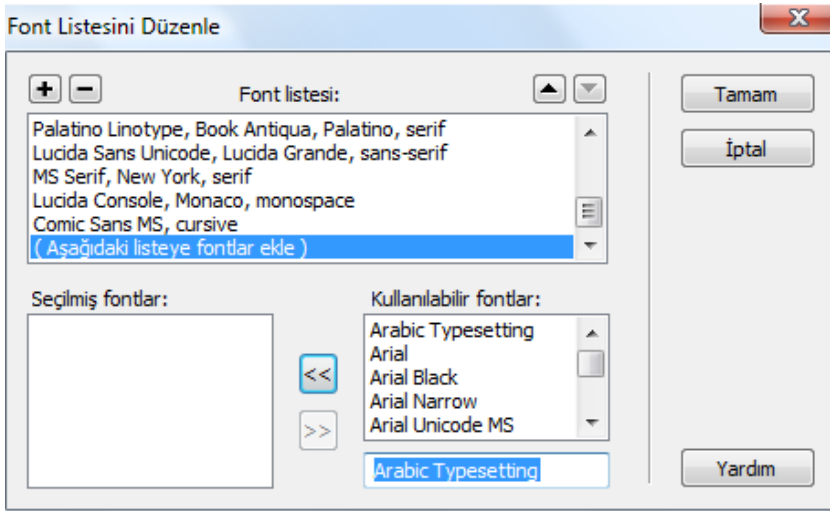 Font Listesini Düzenle
Font listesi:
Palatino Linotype, Book Antiqua, Palatino, serif
Lucida Sans Unicode, Lucida Grande, sans-serif
MS Serif, New York, serif
Lucida Console, Monaco, monospace
Comic Sans MS, cursive
( Aşağıdaki listeye fontlar ekle )
Tamam
İptal
Seçilmiş fontlar:
<<
>>
Kullanılabilir fontlar:
Arabic Typesetting
Arial
Arial Black
Arial Narrow
Arial Unicode MS
Arabic Typesetting
Yardım